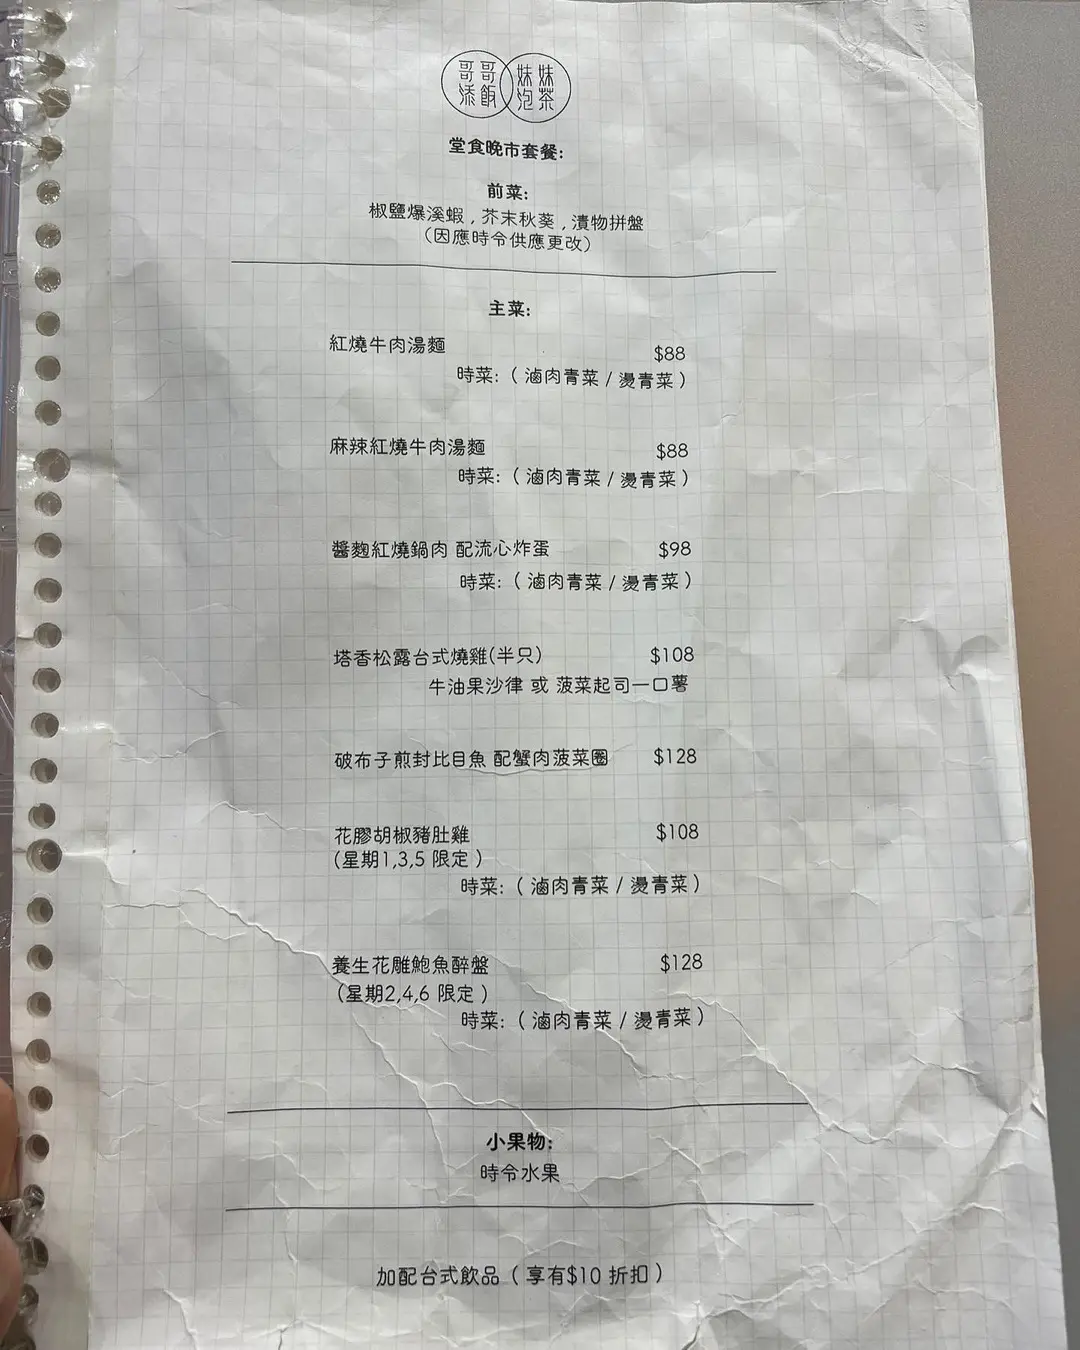 哥哥 妹妹
添飯 泡茶
堂食晚市套餐:
前菜:
椒鹽爆溪蝦 , 芥末秋葵 , 漬物拼盤
（因應時令供應更改）
主菜:
紅燒牛肉湯麵 $88
時菜:（ 滷肉青菜 / 燙青菜 ）
麻辣紅燒牛肉湯麵 $88
時菜:（ 滷肉青菜 / 燙青菜 ）
醬麴紅燒鍋肉 配流心炸蛋 $98
時菜:（ 滷肉青菜 / 燙青菜 ）
塔香松露台式燒雞(半只) $108
牛油果沙律 或 菠菜起司一口薯
破布子煎封比目魚 配蟹肉菠菜圈 $128
花膠胡椒豬肚雞 $108
(星期1,3,5 限定 )
時菜:（ 滷肉青菜 / 燙青菜）
養生花雕鮑魚醉盤 $128
(星期2,4,6 限定 )
時菜:（ 滷肉青菜 / 燙青菜 ）
小果物:
時令水果
加配台式飲品（ 享有$10 折扣 ）